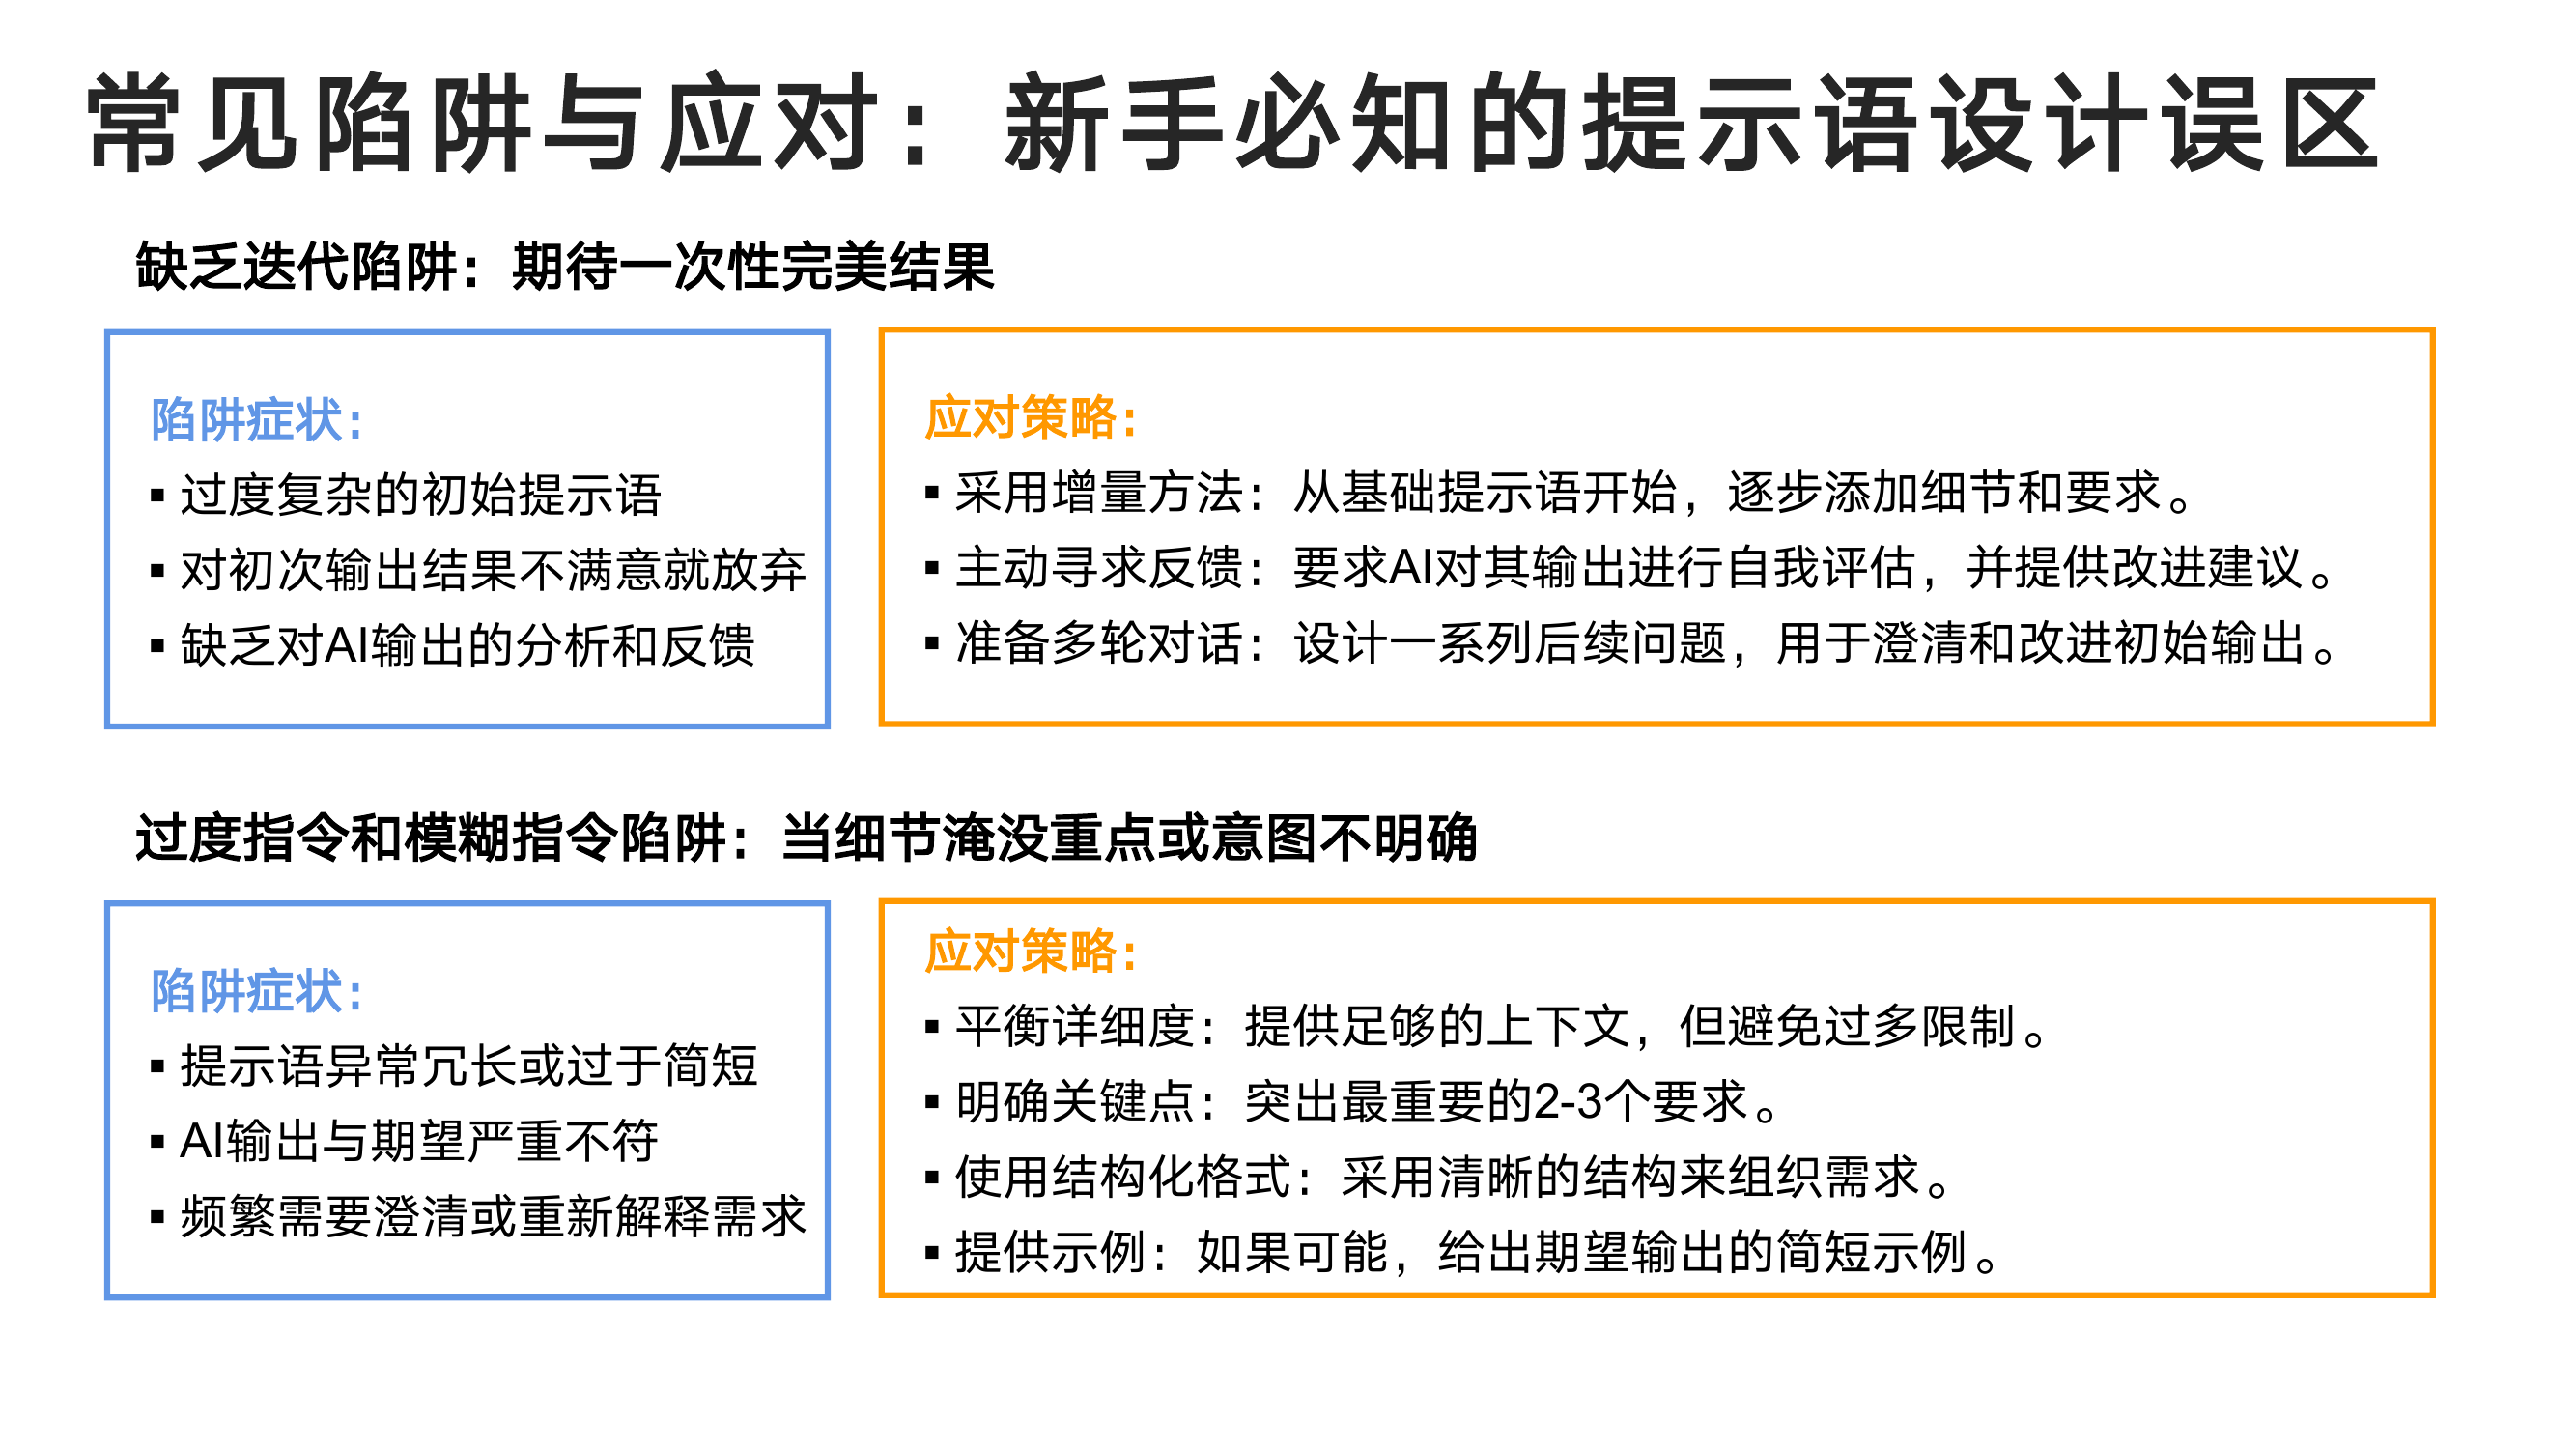 常见陷阱与应对：新手必知的提示语设计误区
缺乏迭代陷阱：期待一次性完美结果
陷阱症状：
▪ 过度复杂的初始提示语
▪ 对初次输出结果不满意就放弃
▪ 缺乏对AI输出的分析和反馈
应对策略：
▪ 采用增量方法：从基础提示语开始，逐步添加细节和要求。
▪ 主动寻求反馈：要求AI对其输出进行自我评估，并提供改进建议。
▪ 准备多轮对话：设计一系列后续问题，用于澄清和改进初始输出。
过度指令和模糊指令陷阱：当细节淹没重点或意图不明确
陷阱症状：
▪ 提示语异常冗长或过于简短
▪ AI输出与期望严重不符
▪ 频繁需要澄清或重新解释需求
应对策略：
▪ 平衡详细度：提供足够的上下文，但避免过多限制。
▪ 明确关键点：突出最重要的2-3个要求。
▪ 使用结构化格式：采用清晰的结构来组织需求。
▪ 提供示例：如果可能，给出期望输出的简短示例。